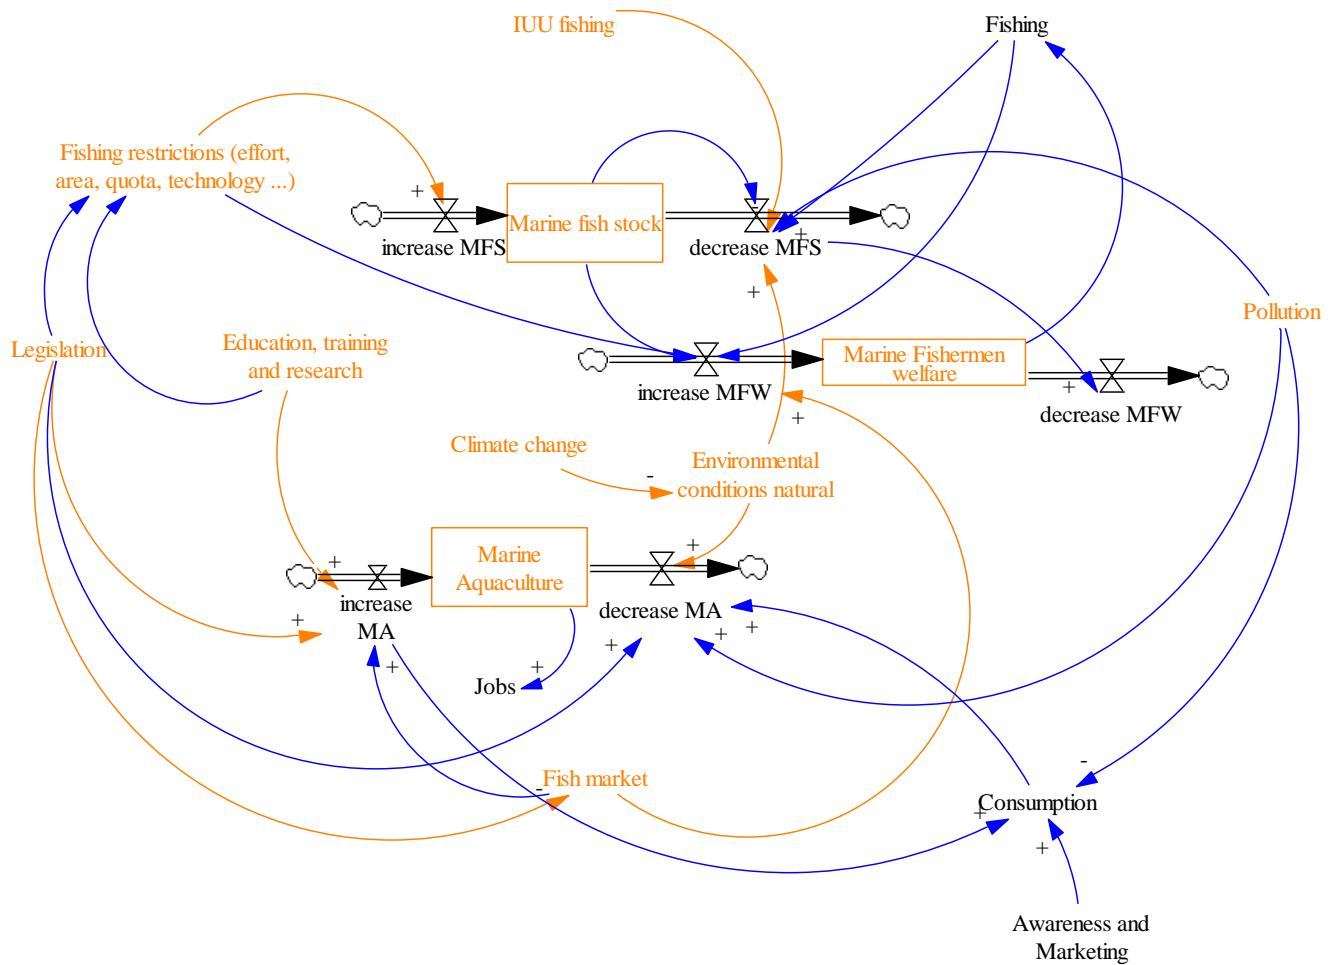 IUU fishing
Fishing
Fishing restrictions (effort,
area, quota, technology ...)
+
Marine fish stock
-
+
increase MFS
decrease MFS
+
Pollution
Legislation
Education, training
and research
Marine Fishermen
welfare
increase MFW
+
decrease MFW
+
Climate change
Environmental
conditions natural
-
Marine
Aquaculture
+
+
increase
MA
decrease MA
+
+
+
+
+
+
Jobs
-
Fish market
-
Consumption
+
+
Awareness and
Marketing